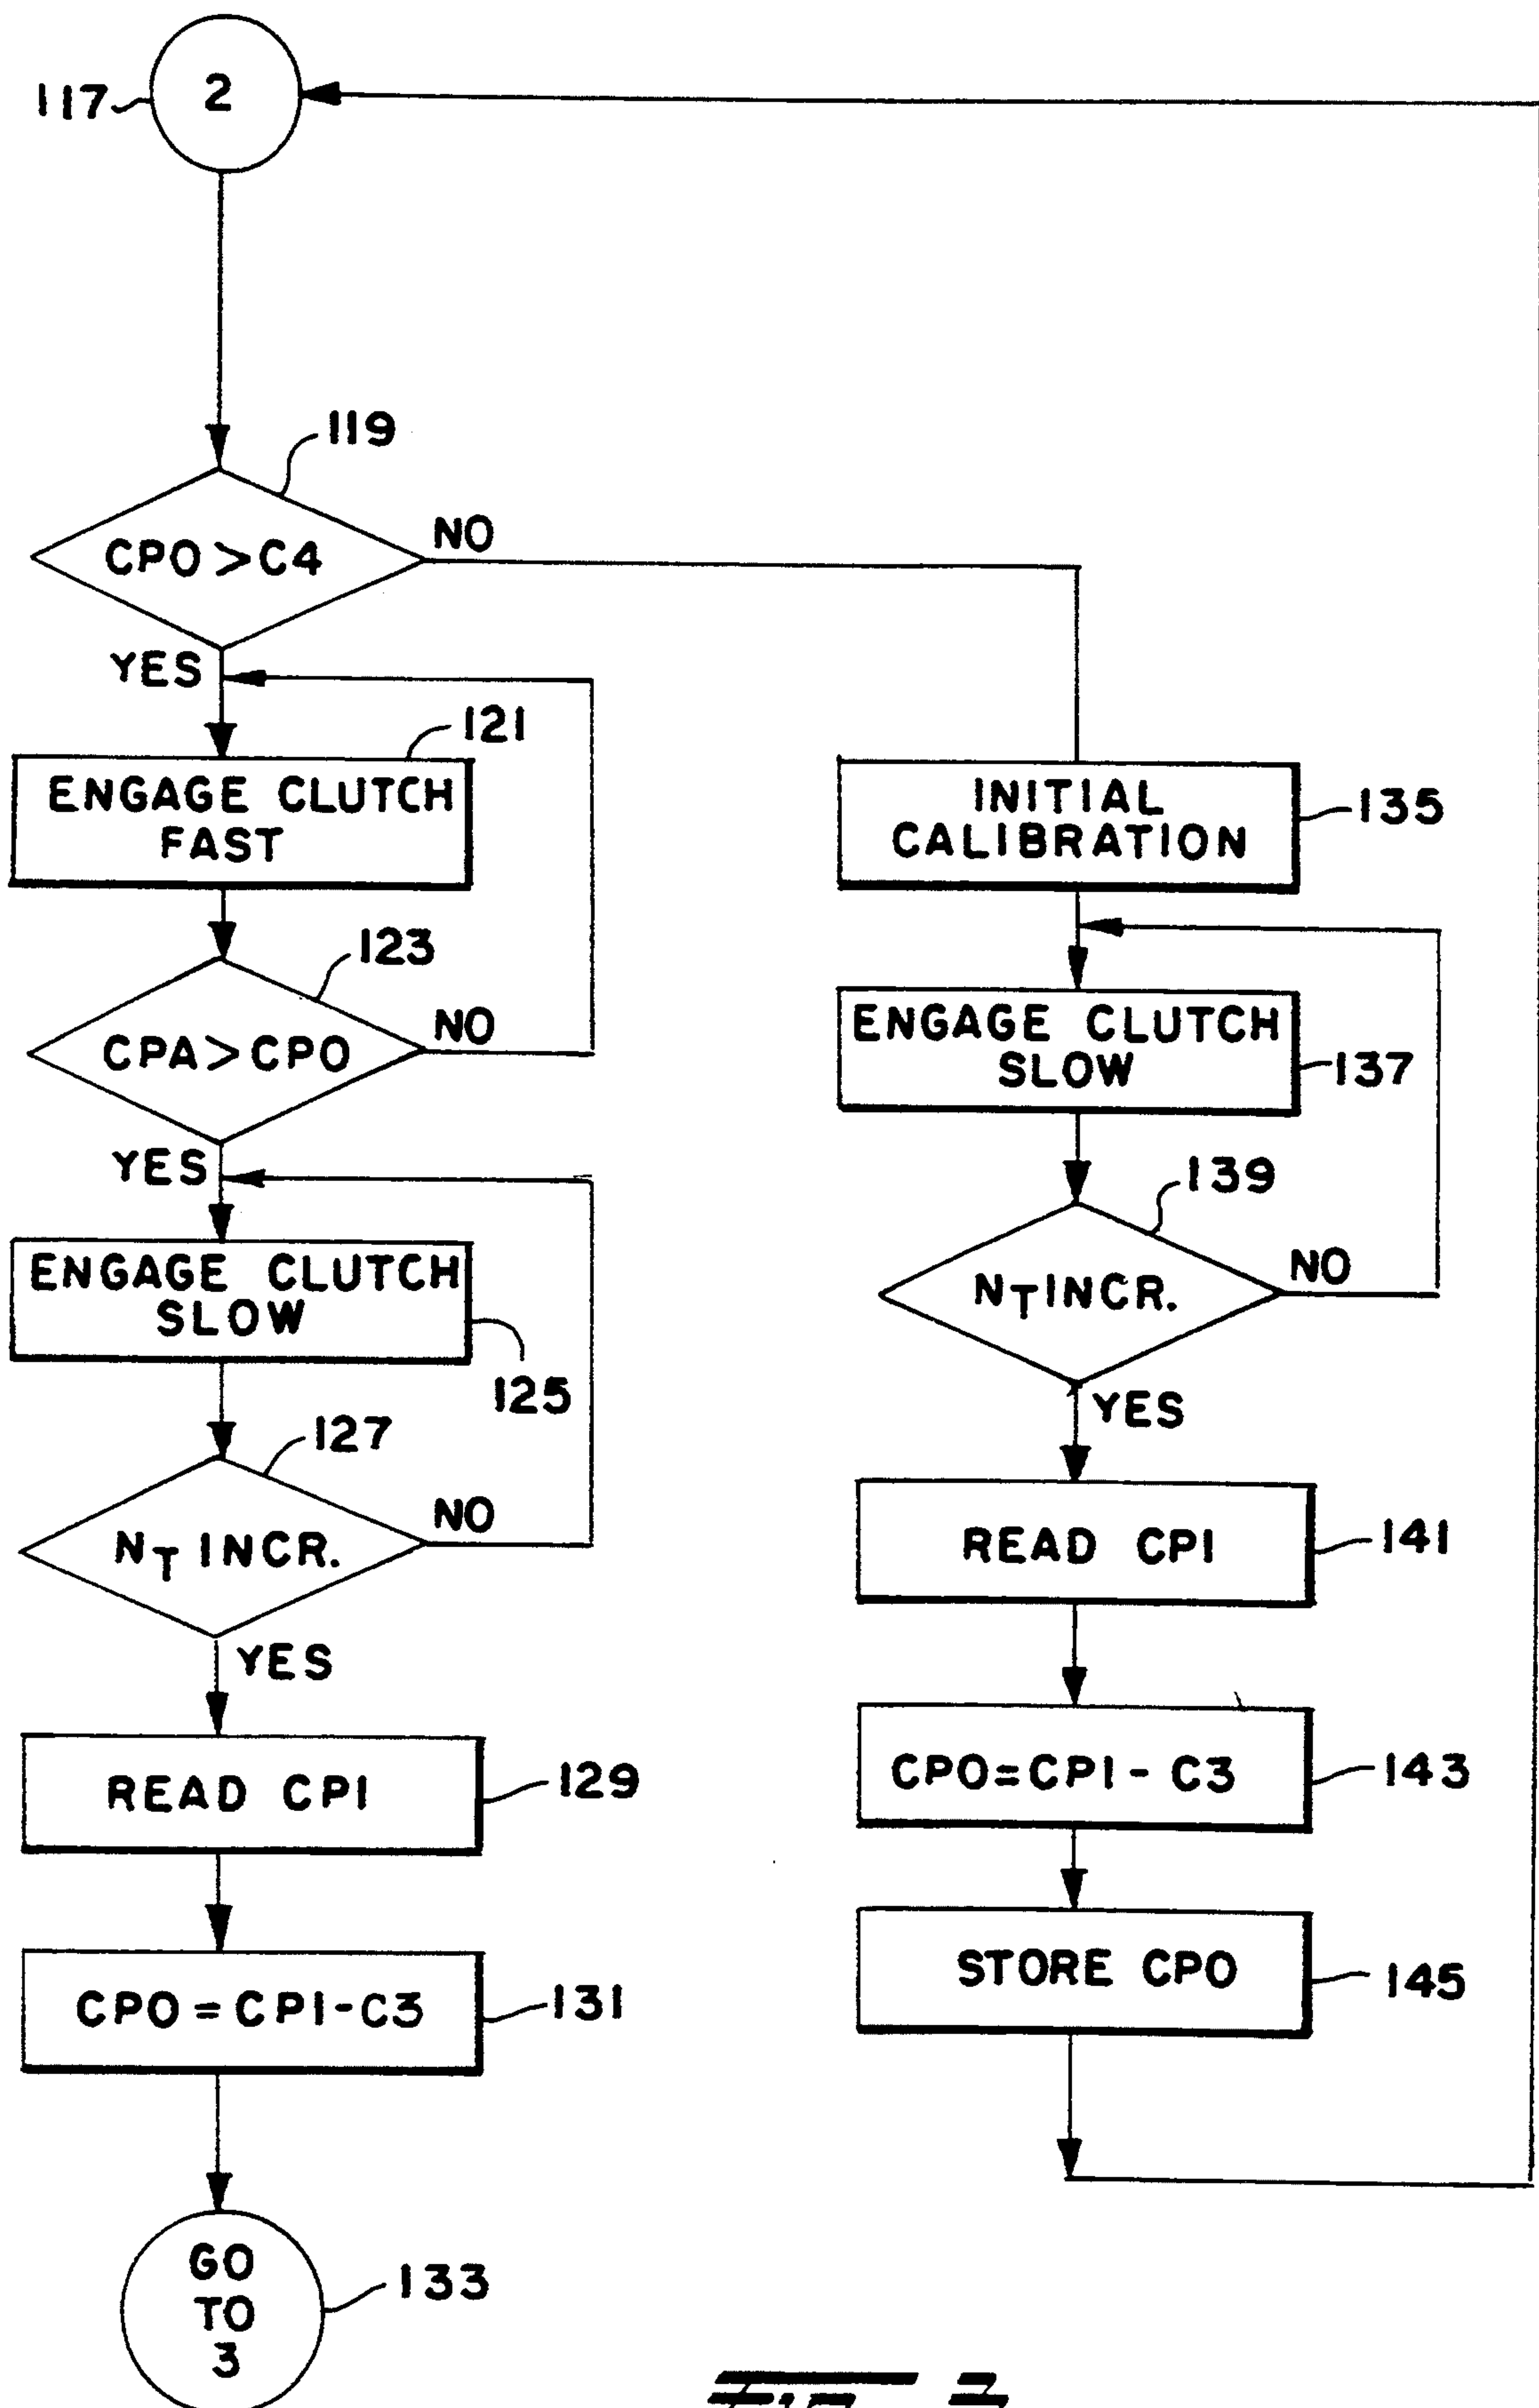 117
2
119
CPO > C4
NO
YES
121
ENGAGE CLUTCH
FAST
123
CPA > CPO
NO
YES
ENGAGE CLUTCH
SLOW
125
127
NT INCR.
NO
YES
READ CPI
129
CPO = CPI - C3
131
GO
TO
3
133
INITIAL
CALIBRATION
135
ENGAGE CLUTCH
SLOW
137
139
NT INCR.
NO
YES
READ CPI
141
CPO = CPI - C3
143
STORE CPO
145